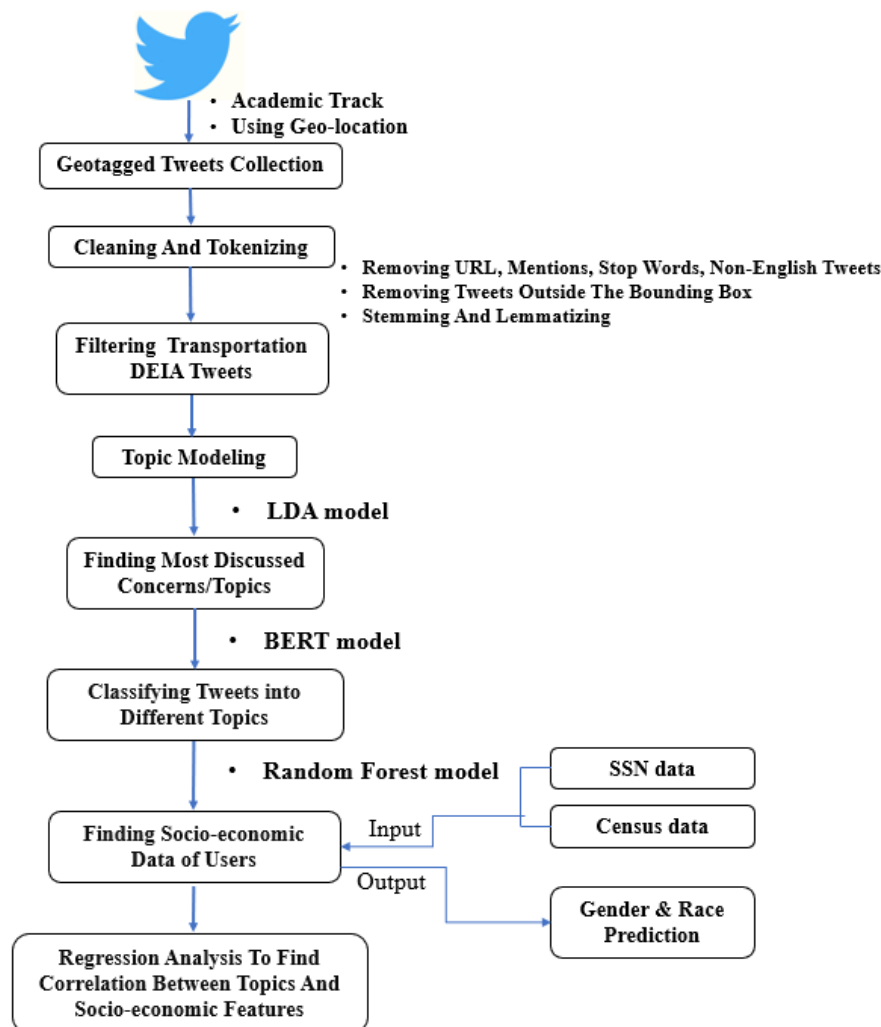 • Academic Track
• Using Geo-location
Geotagged Tweets Collection
Cleaning And Tokenizing
• Removing URL, Mentions, Stop Words, Non-English Tweets
• Removing Tweets Outside The Bounding Box
• Stemming And Lemmatizing
Filtering Transportation
DEIA Tweets
Topic Modeling
• LDA model
Finding Most Discussed
Concerns/Topics
• BERT model
Classifying Tweets into
Different Topics
• Random Forest model
SSN data
Census data
Input
Finding Socio-economic
Data of Users
Output
Gender & Race
Prediction
Regression Analysis To Find
Correlation Between Topics And
Socio-economic Features